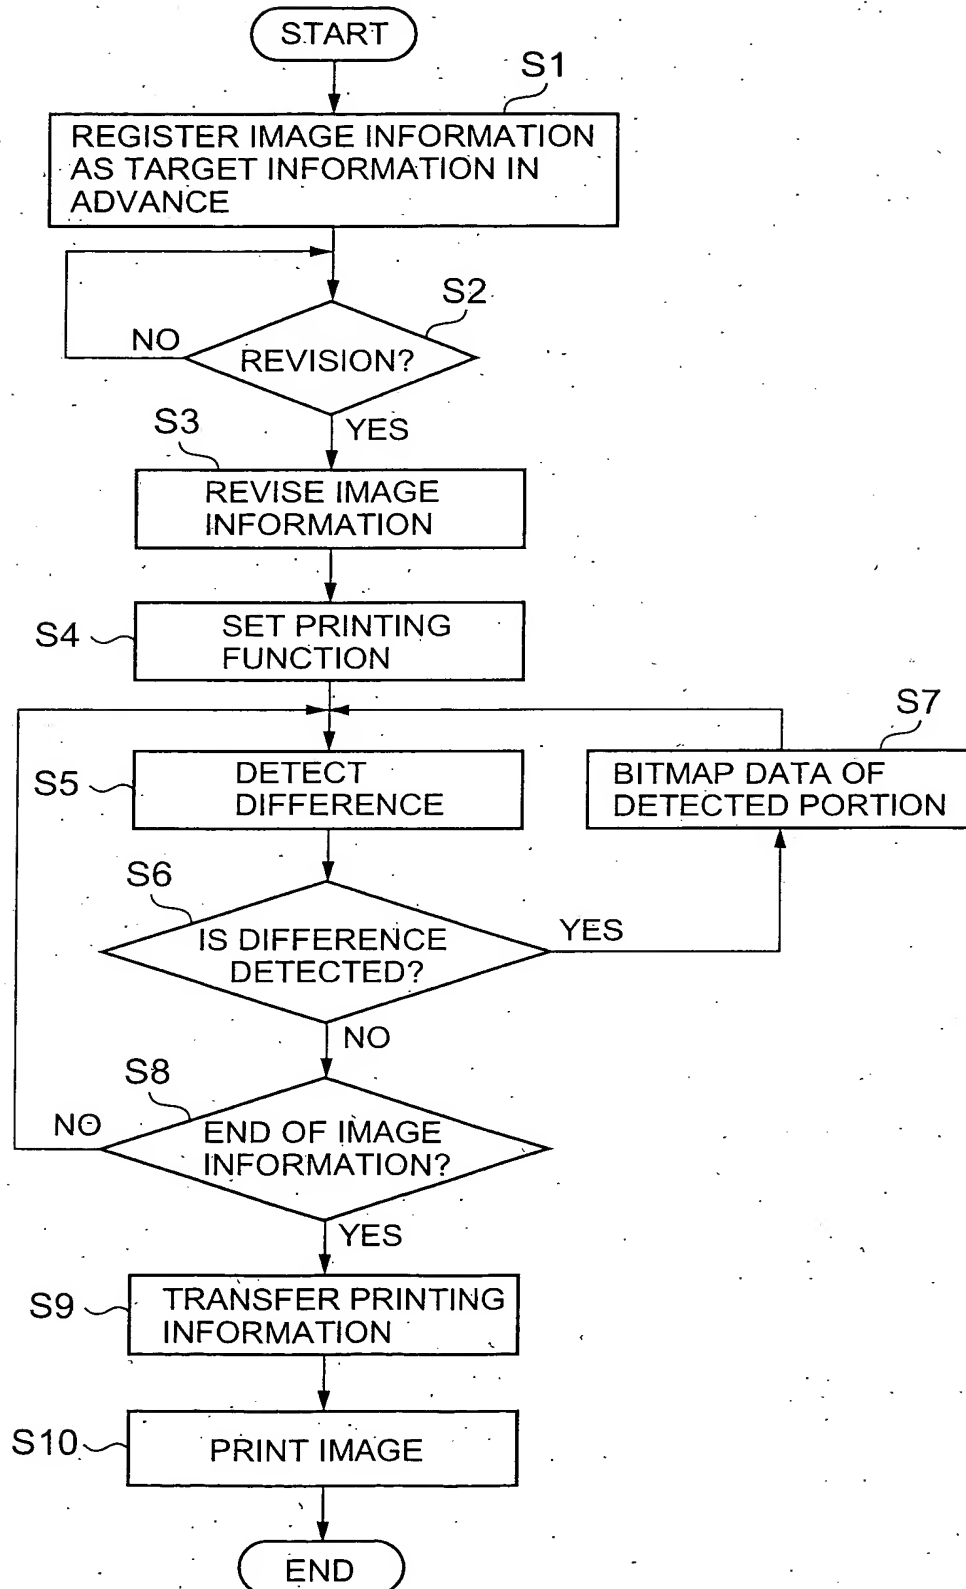 START
S1
REGISTER IMAGE INFORMATION
AS TARGET INFORMATION IN
ADVANCE
S2
NO
REVISION?
YES
S3
REVISE IMAGE
INFORMATION
S4
SET PRINTING
FUNCTION
S7
S5
DETECT
DIFFERENCE
BITMAP DATA OF
DETECTED PORTION
S6
IS DIFFERENCE
DETECTED?
YES
NO
S8
NO
END OF IMAGE
INFORMATION?
YES
S9
TRANSFER PRINTING
INFORMATION
S10
PRINT IMAGE
END